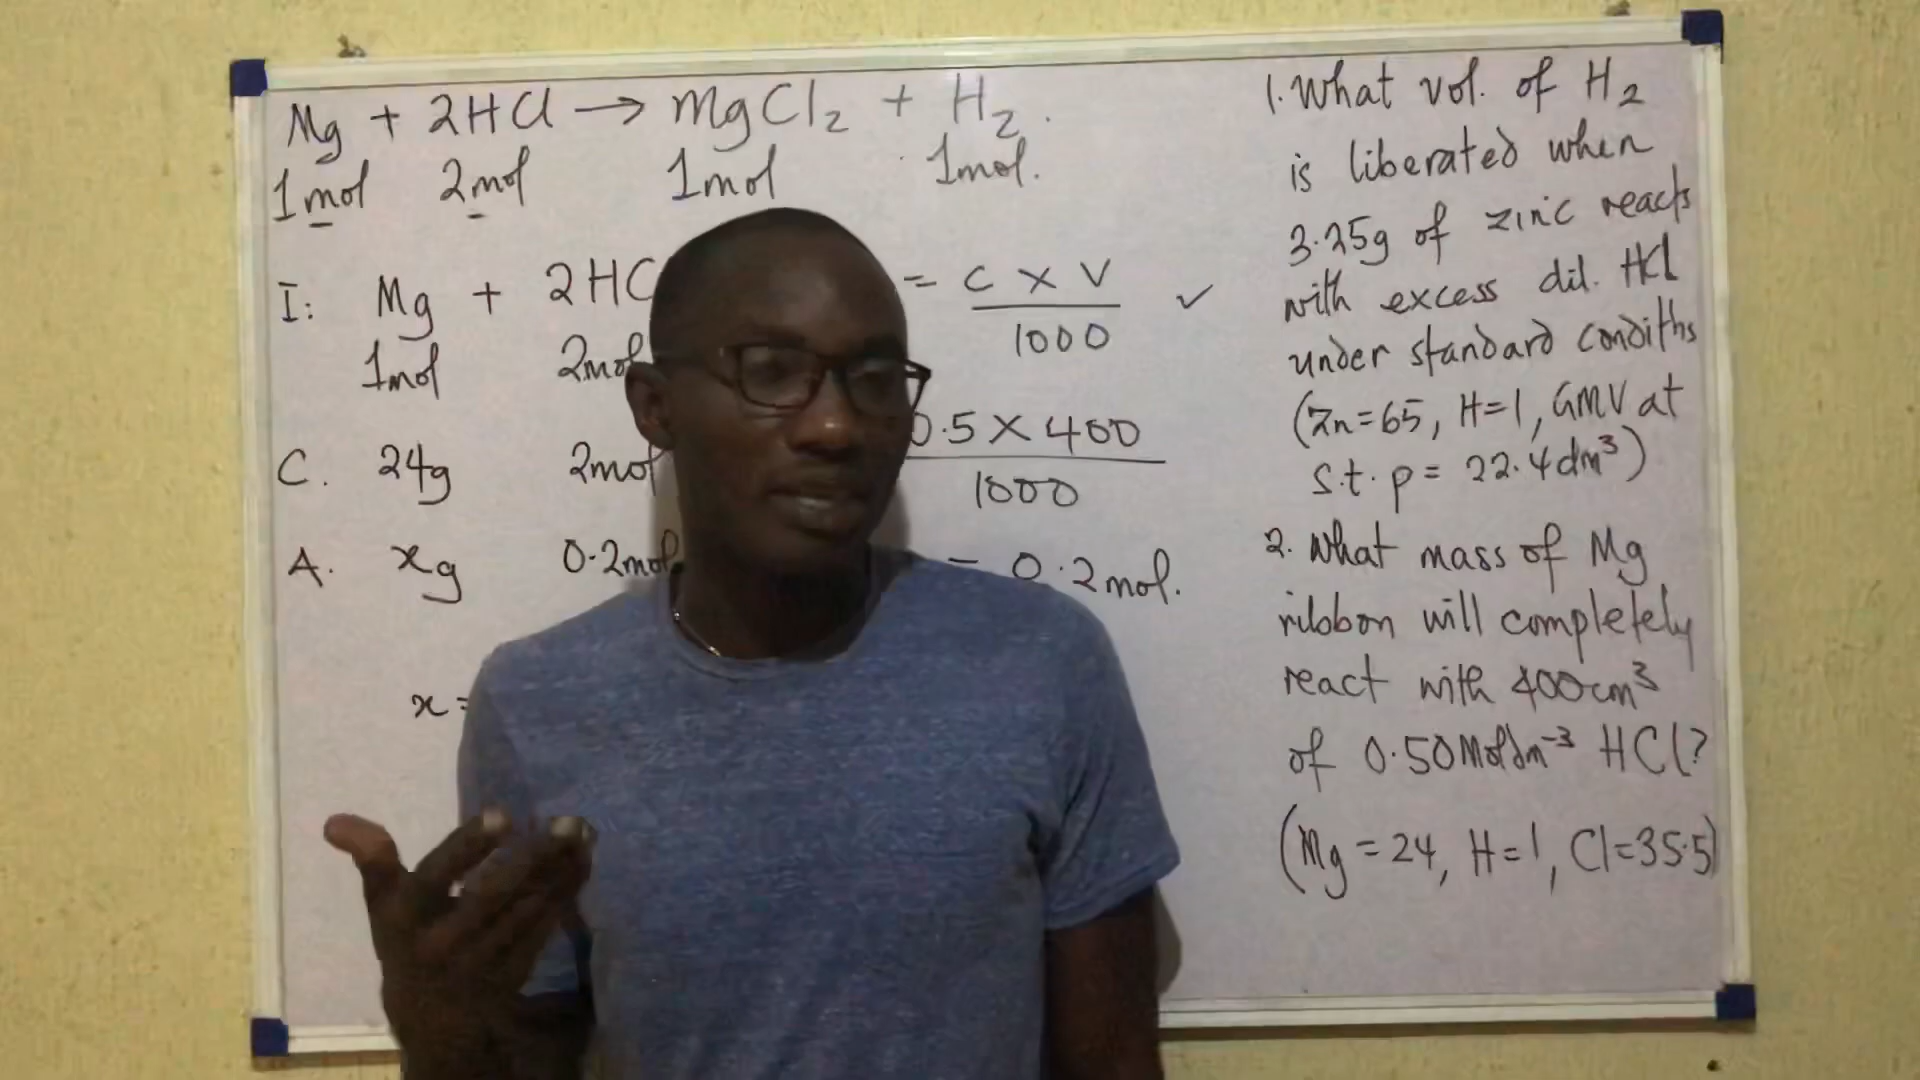 Mg + 2HCl → MgCl₂ + H₂.
1mol 2mol 1mol 1mol.
I: Mg + 2HC = C X V ✓
1000
1mol 2mol
0.5 X 400
C. 24g 2mol 1000
A. xg 0.2mol = 0.2mol.
x =
1. What vol. of H₂
is liberated when
3.25g of zinc reacts
with excess dil. HCl
under standard condiths
(Zn=65, H=1, GMV at
s.t.p = 22.4dm³)
2. What mass of Mg
ribbon will completely
react with 400cm³
of 0.50Moldm⁻³ HCl?
(Mg = 24, H=1, Cl=35.5)